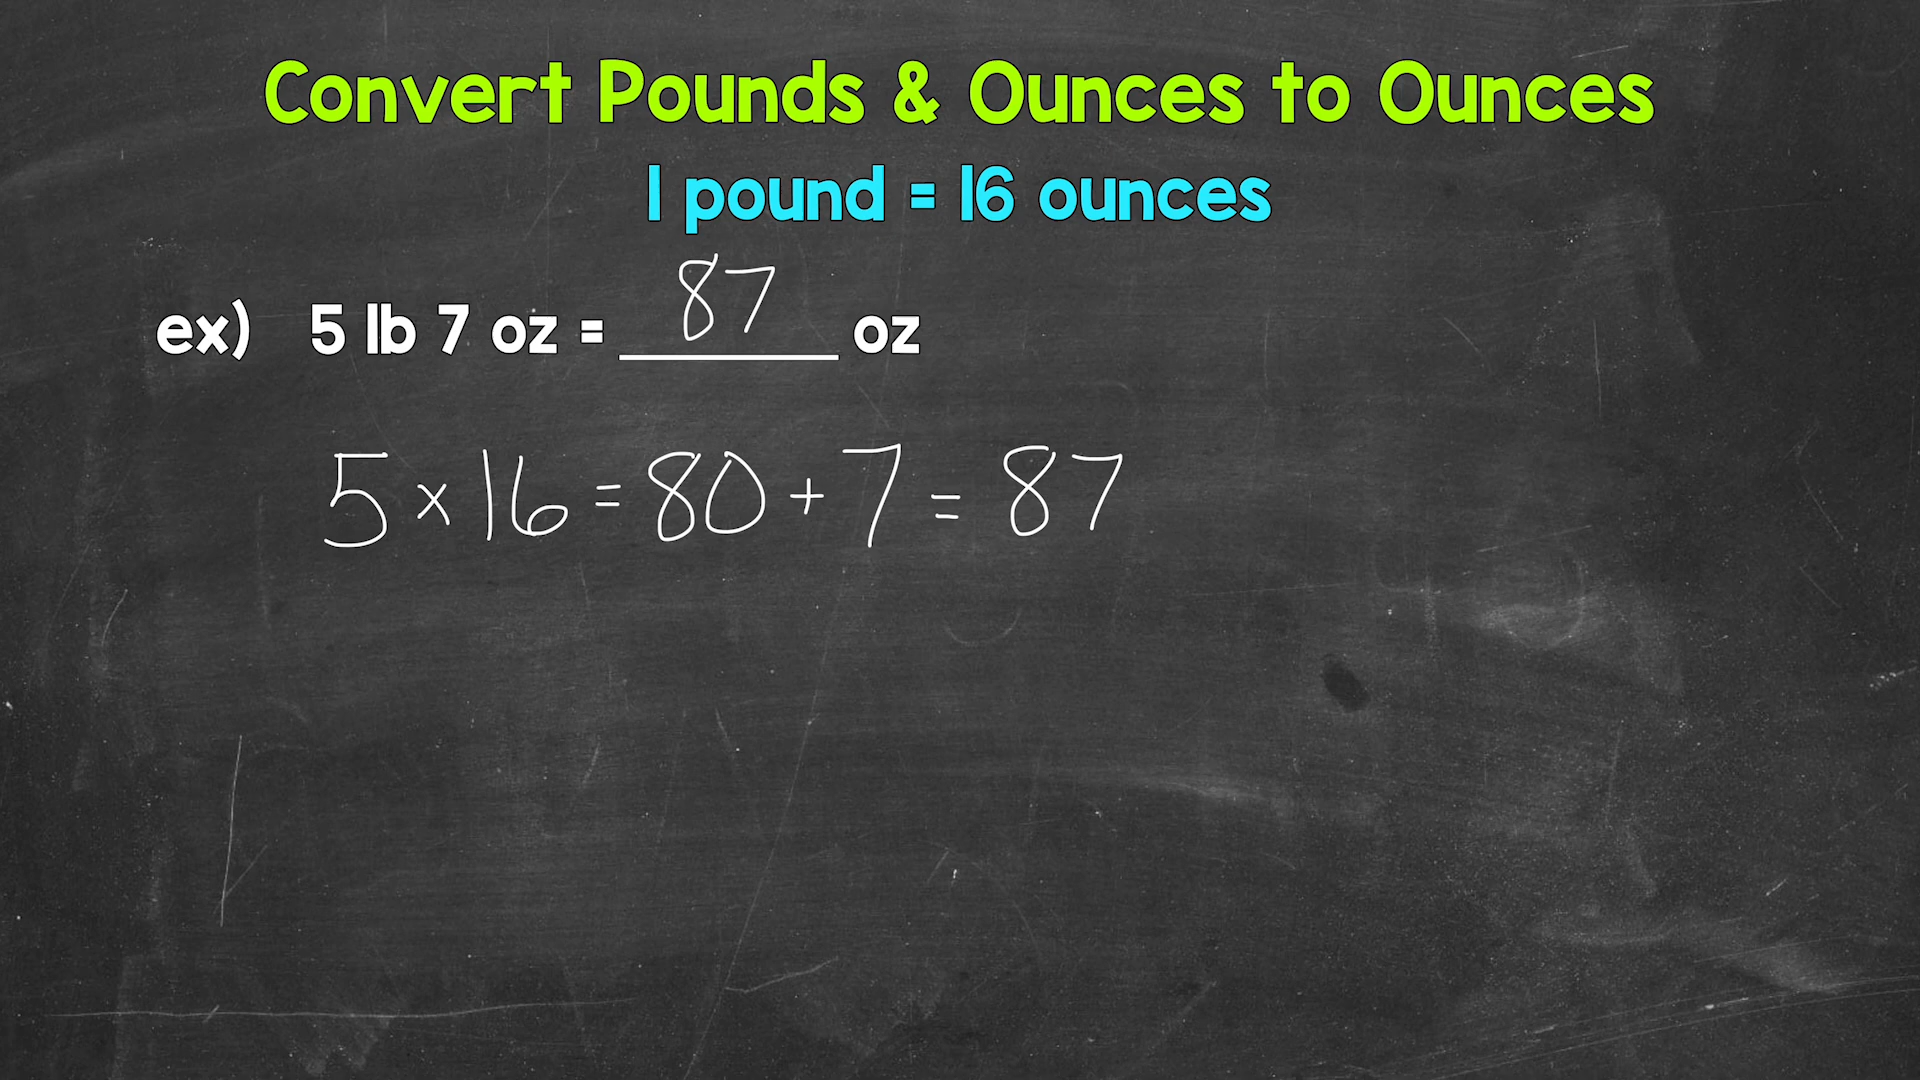 Convert Pounds & Ounces to Ounces
1 pound = 16 ounces
ex) 5 lb 7 oz = 87 oz
5 × 16 = 80 + 7 = 87